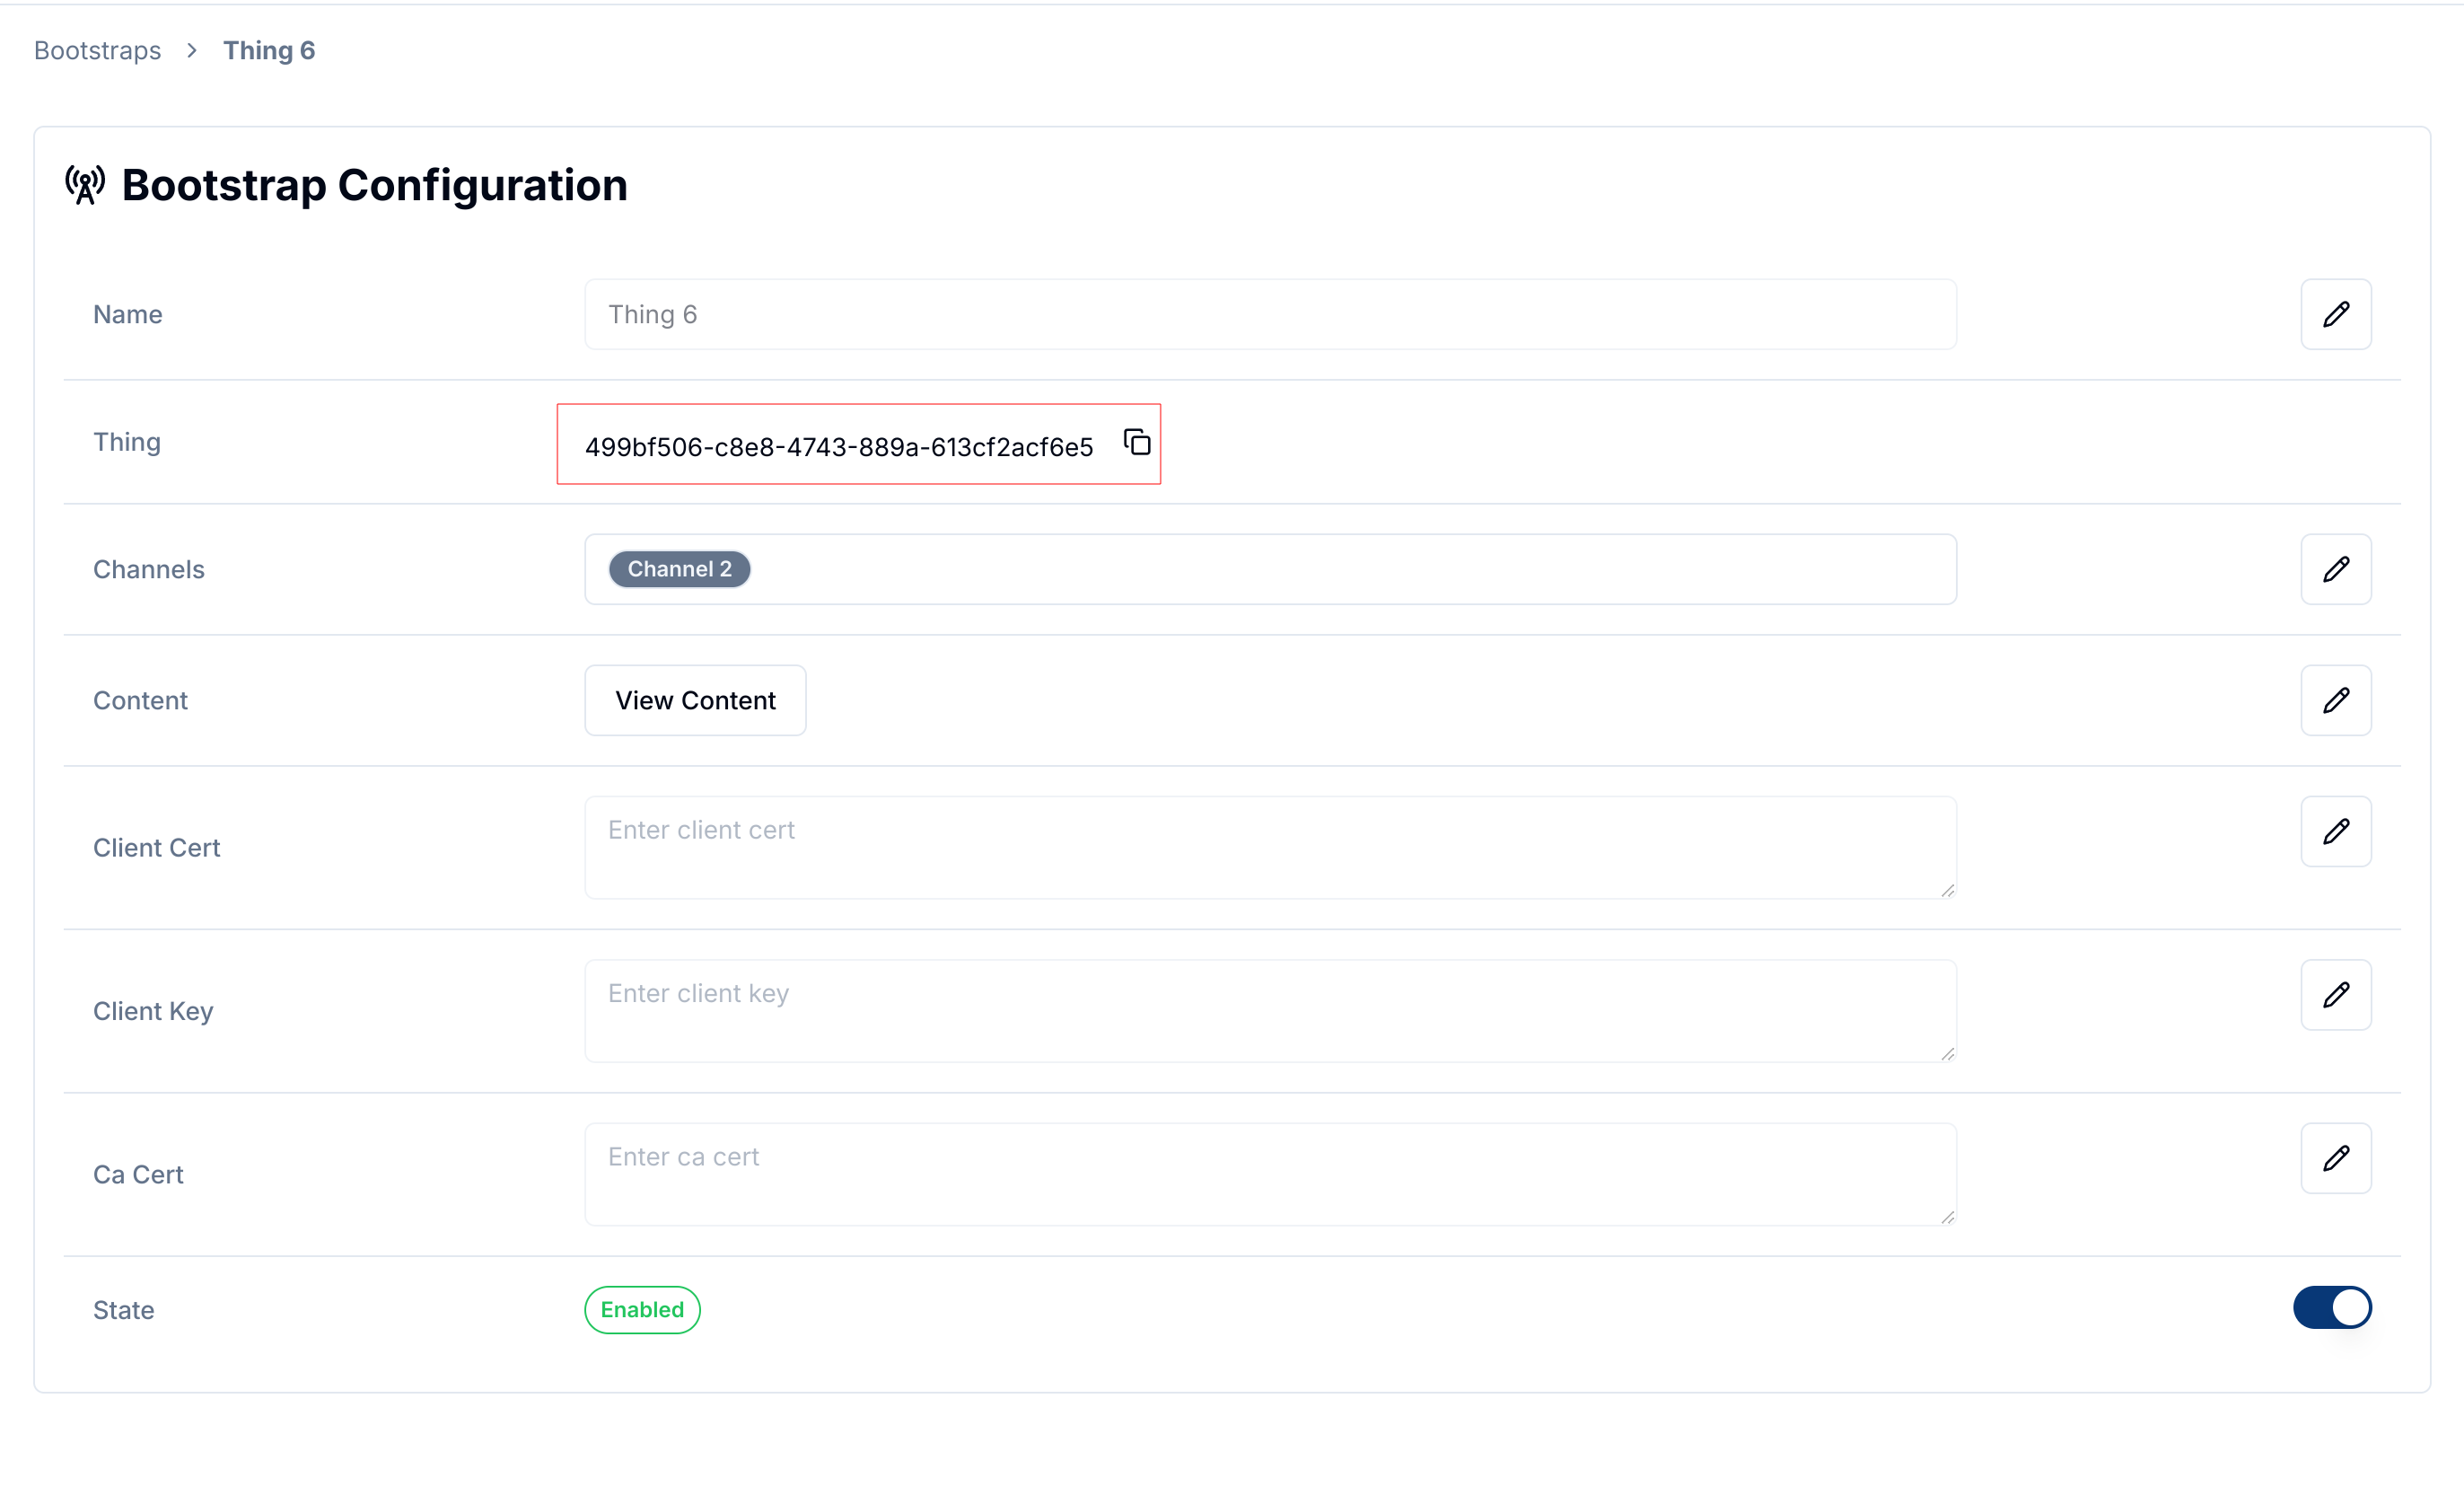 Bootstraps > Thing 6
Bootstrap Configuration
Name
Thing 6
Thing
499bf506-c8e8-4743-889a-613cf2acf6e5
Channels
Channel 2
Content
View Content
Client Cert
Enter client cert
Client Key
Enter client key
Ca Cert
Enter ca cert
State
Enabled